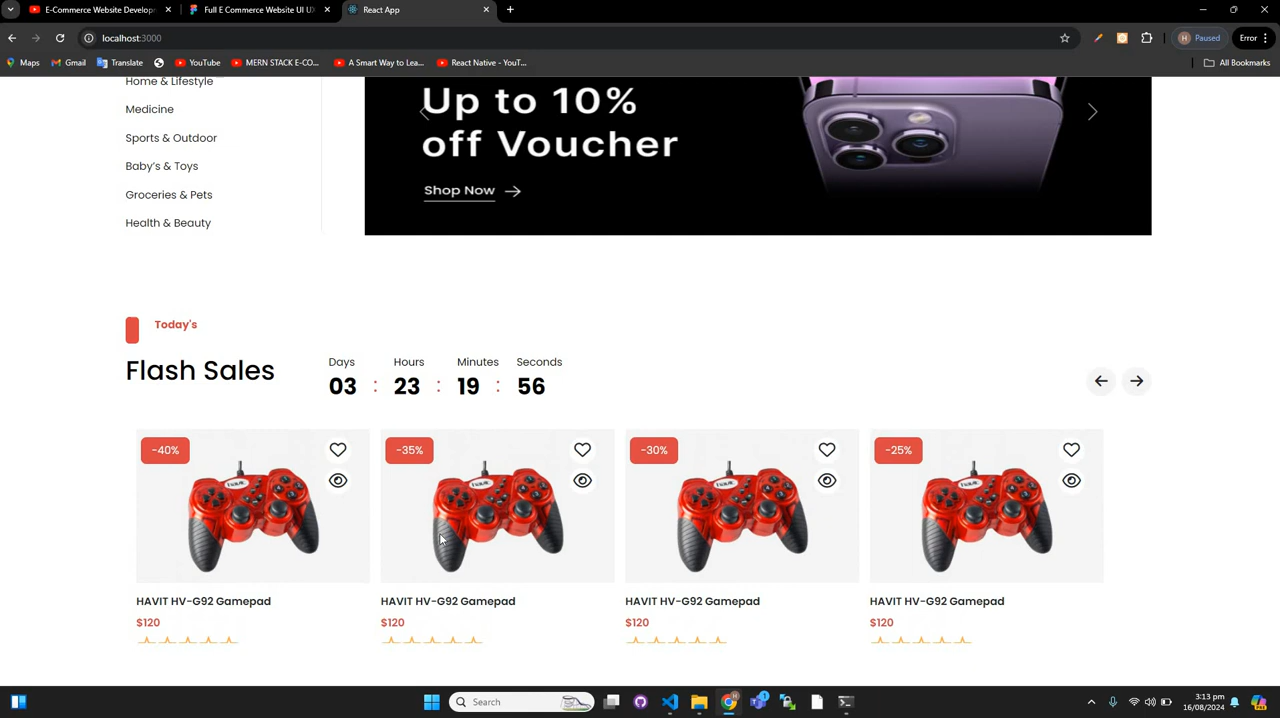 E-Commerce Website Develop
Full E Commerce Website UI UX
React App
localhost:3000
H Paused
Error
Maps
Gmail
Translate
YouTube
MERN STACK E-CO...
A Smart Way to Lea...
React Native - YouT...
All Bookmarks
Home & Lifestyle
Medicine
Sports & Outdoor
Baby's & Toys
Groceries & Pets
Health & Beauty
Up to 10%
off Voucher
Shop Now
Today's
Flash Sales
Days Hours Minutes Seconds
03 : 23 : 19 : 56
-40% -35% -30% -25%
HAVIT HV-G92 Gamepad HAVIT HV-G92 Gamepad HAVIT HV-G92 Gamepad HAVIT HV-G92 Gamepad
$120 $120 $120 $120
Search
3:13 pm
16/08/2024